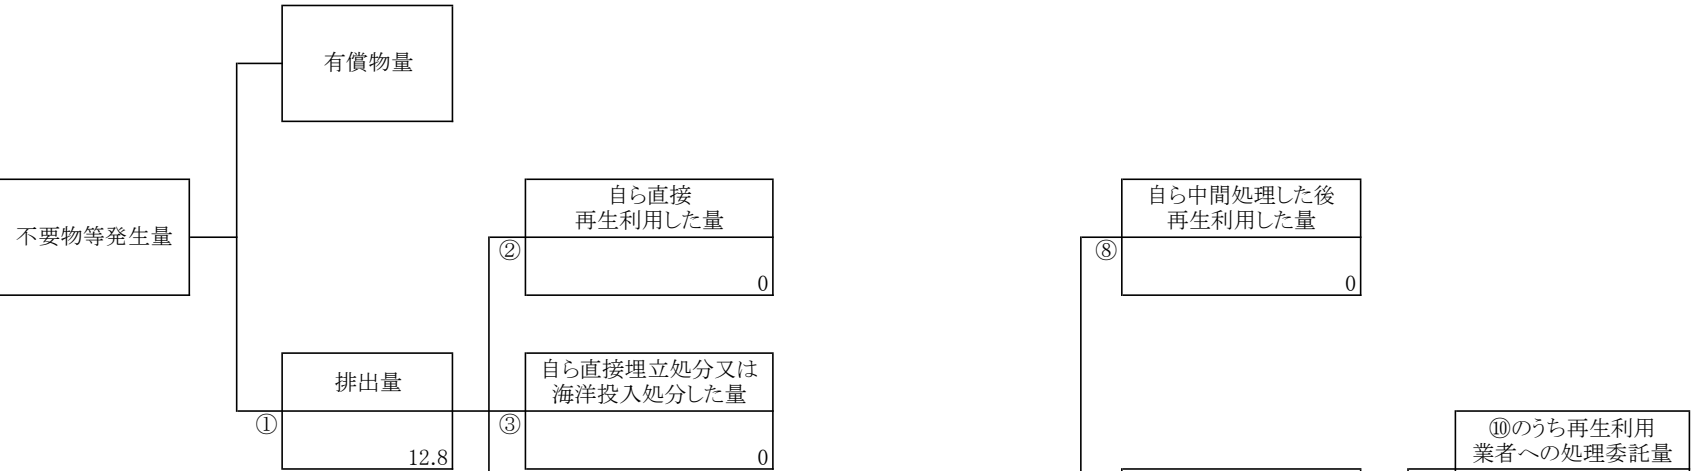 有償物量
不要物等発生量
自ら直接
再生利用した量
②
0
自ら中間処理した後
再生利用した量
⑧
0
排出量
①
12.8
自ら直接埋立処分又は
海洋投入処分した量
③
0
⑩のうち再生利用
業者への処理委託量